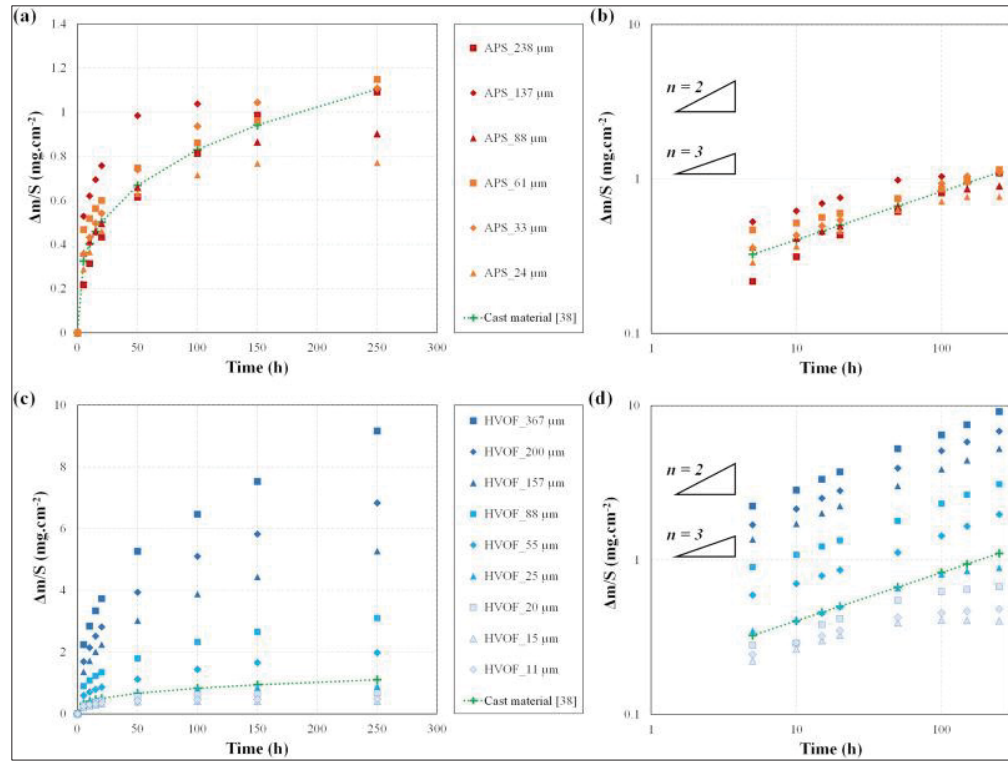 (a)
Δm/S (mg.cm⁻²)
1.4
1.2
1
0.8
0.6
0.4
0.2
0
0 50 100 150 200 250 300
Time (h)
APS_238 µm
APS_137 µm
APS_88 µm
APS_61 µm
APS_33 µm
APS_24 µm
Cast material [38]
(b)
Δm/S (mg.cm⁻²)
10
1
0.1
n = 2
n = 3
1 10 100
Time (h)
(c)
Δm/S (mg.cm⁻²)
10
8
6
4
2
0
0 50 100 150 200 250 300
Time (h)
HVOF_367 µm
HVOF_200 µm
HVOF_157 µm
HVOF_88 µm
HVOF_55 µm
HVOF_25 µm
HVOF_20 µm
HVOF_15 µm
HVOF_11 µm
Cast material [38]
(d)
Δm/S (mg.cm⁻²)
10
1
0.1
n = 2
n = 3
1 10 100
Time (h)